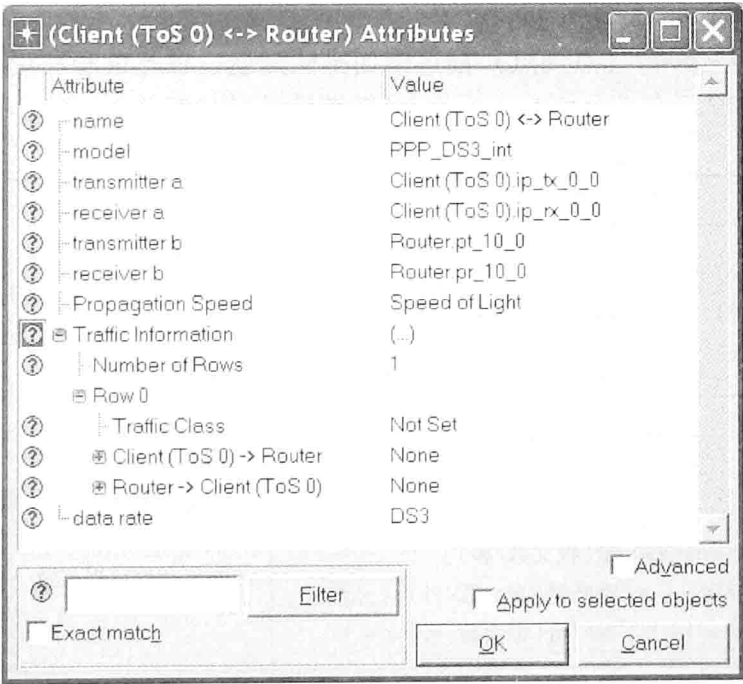 (Client (ToS 0) <-> Router) Attributes
Attribute Value
name Client (ToS 0) <-> Router
model PPP_DS3_int
transmitter a Client (ToS 0).ip_tx_0_0
receiver a Client (ToS 0).ip_rx_0_0
transmitter b Router.pt_10_0
receiver b Router.pr_10_0
Propagation Speed Speed of Light
Traffic Information (...)
Number of Rows 1
Row 0
Traffic Class Not Set
Client (ToS 0) -> Router None
Router -> Client (ToS 0) None
data rate DS3
Advanced
Filter
Apply to selected objects
Exact match
OK Cancel